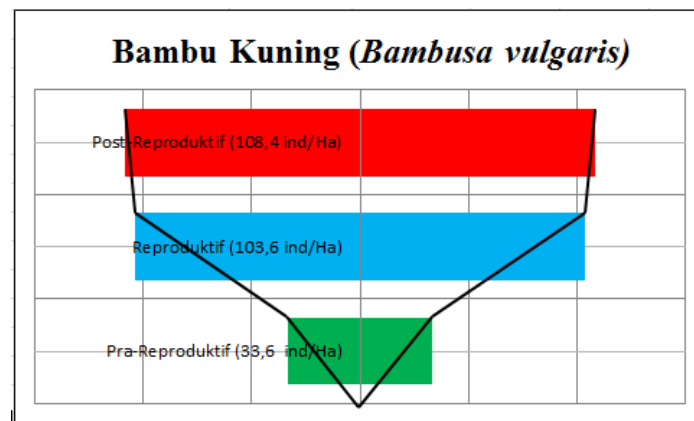 Bambu Kuning (Bambusa vulgaris)
Post-Reproduktif (108,4 ind/Ha)
Reproduktif (103,6 ind/Ha)
Pra-Reproduktif (33,6 ind/Ha)